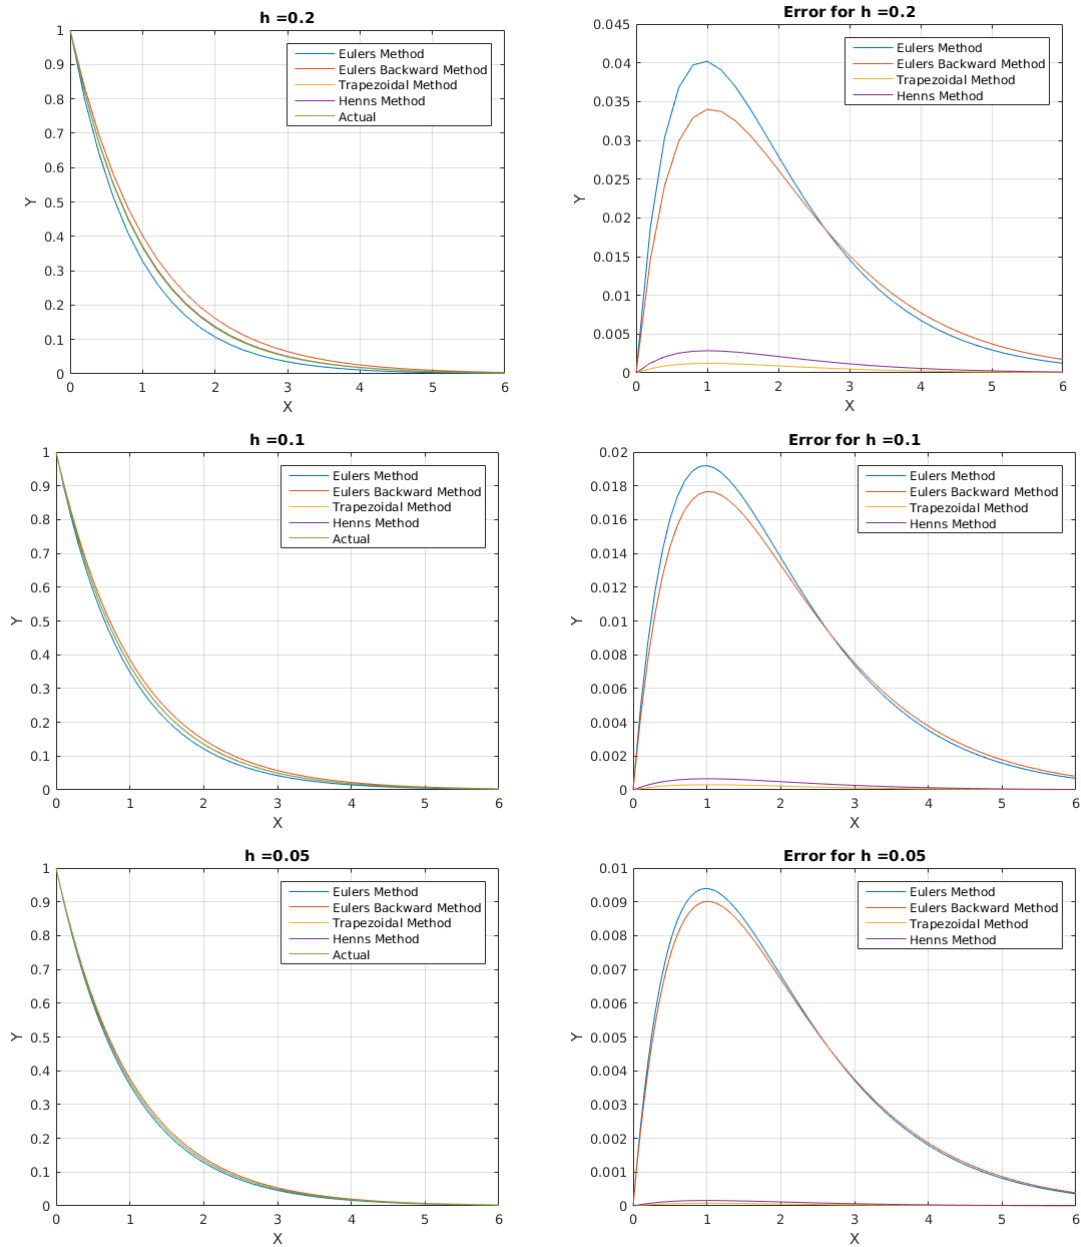 h =0.2
1
0.9
0.8
0.7
0.6
0.5
0.4
0.3
0.2
0.1
0
Y
Eulers Method
Eulers Backward Method
Trapezoidal Method
Henns Method
Actual
0 1 2 3 4 5 6
X
Error for h =0.2
0.045
0.04
0.035
0.03
0.025
0.02
0.015
0.01
0.005
0
Y
Eulers Method
Eulers Backward Method
Trapezoidal Method
Henns Method
0 1 2 3 4 5 6
X
h =0.1
1
0.9
0.8
0.7
0.6
0.5
0.4
0.3
0.2
0.1
0
Y
Eulers Method
Eulers Backward Method
Trapezoidal Method
Henns Method
Actual
0 1 2 3 4 5 6
X
Error for h =0.1
0.02
0.018
0.016
0.014
0.012
0.01
0.008
0.006
0.004
0.002
0
Y
Eulers Method
Eulers Backward Method
Trapezoidal Method
Henns Method
0 1 2 3 4 5 6
X
h =0.05
1
0.9
0.8
0.7
0.6
0.5
0.4
0.3
0.2
0.1
0
Y
Eulers Method
Eulers Backward Method
Trapezoidal Method
Henns Method
Actual
0 1 2 3 4 5 6
X
Error for h =0.05
0.01
0.009
0.008
0.007
0.006
0.005
0.004
0.003
0.002
0.001
0
Y
Eulers Method
Eulers Backward Method
Trapezoidal Method
Henns Method
0 1 2 3 4 5 6
X